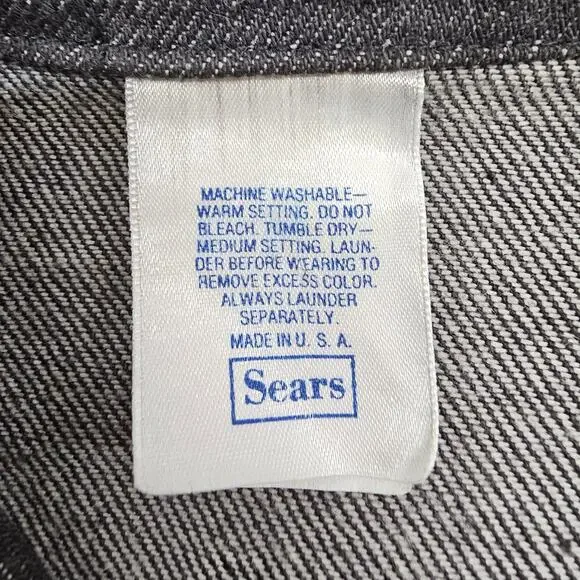 MACHINE WASHABLE—
WARM SETTING. DO NOT
BLEACH. TUMBLE DRY—
MEDIUM SETTING. LAUN-
DER BEFORE WEARING TO
REMOVE EXCESS COLOR.
ALWAYS LAUNDER
SEPARATELY.
MADE IN U. S. A.
Sears